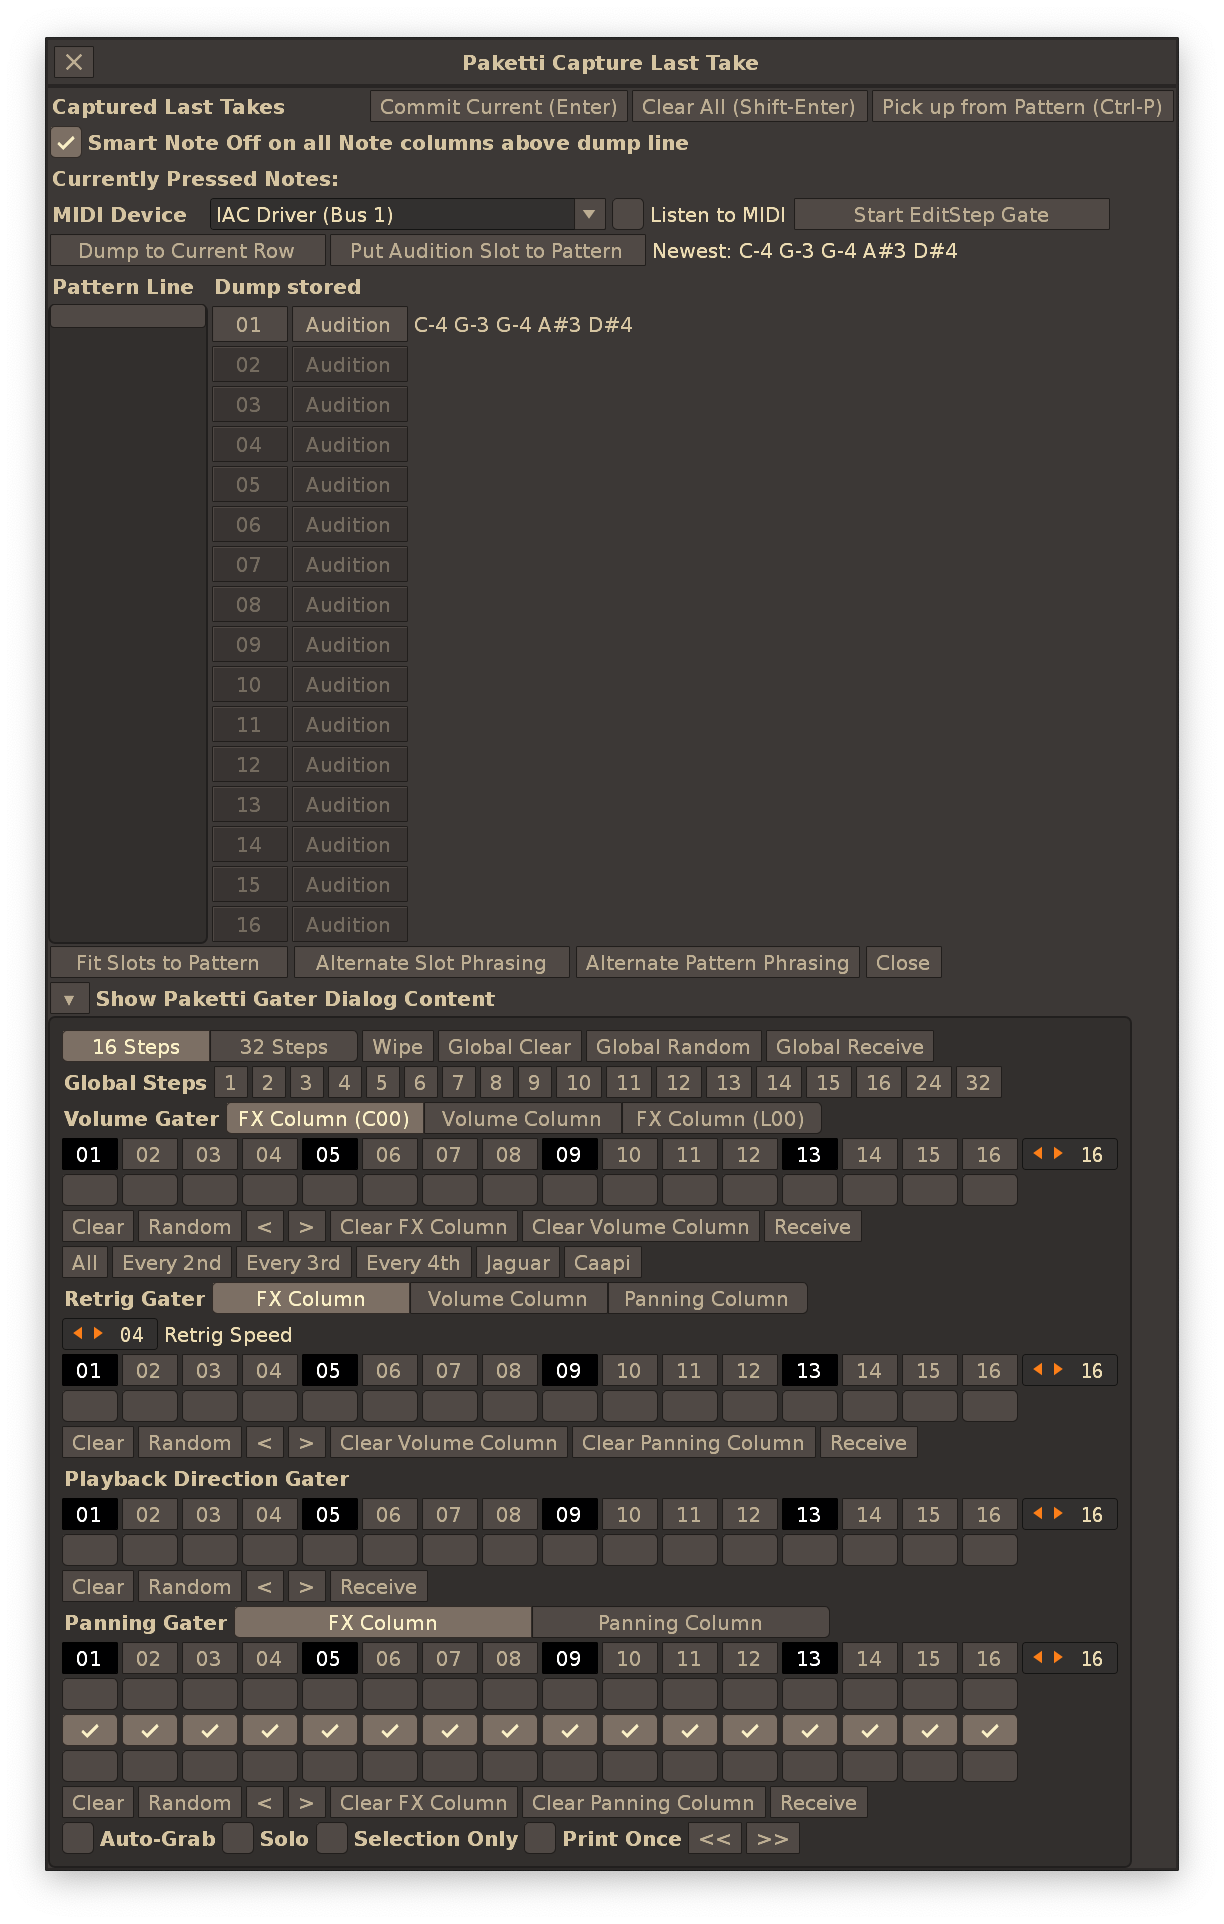 Paketti Capture Last Take
Captured Last Takes Commit Current (Enter) Clear All (Shift-Enter) Pick up from Pattern (Ctrl-P)
Smart Note Off on all Note columns above dump line
Currently Pressed Notes:
MIDI Device IAC Driver (Bus 1) Listen to MIDI Start EditStep Gate
Dump to Current Row Put Audition Slot to Pattern Newest: C-4 G-3 G-4 A#3 D#4
Pattern Line Dump stored
01 Audition C-4 G-3 G-4 A#3 D#4
02 Audition
03 Audition
04 Audition
05 Audition
06 Audition
07 Audition
08 Audition
09 Audition
10 Audition
11 Audition
12 Audition
13 Audition
14 Audition
15 Audition
16 Audition
Fit Slots to Pattern Alternate Slot Phrasing Alternate Pattern Phrasing Close
Show Paketti Gater Dialog Content
16 Steps 32 Steps Wipe Global Clear Global Random Global Receive
Global Steps 1 2 3 4 5 6 7 8 9 10 11 12 13 14 15 16 24 32
Volume Gater FX Column (C00) Volume Column FX Column (L00)
01 02 03 04 05 06 07 08 09 10 11 12 13 14 15 16 16
Clear Random < > Clear FX Column Clear Volume Column Receive
All Every 2nd Every 3rd Every 4th Jaguar Caapi
Retrig Gater FX Column Volume Column Panning Column
04 Retrig Speed
01 02 03 04 05 06 07 08 09 10 11 12 13 14 15 16 16
Clear Random < > Clear Volume Column Clear Panning Column Receive
Playback Direction Gater
01 02 03 04 05 06 07 08 09 10 11 12 13 14 15 16 16
Clear Random < > Receive
Panning Gater FX Column Panning Column
01 02 03 04 05 06 07 08 09 10 11 12 13 14 15 16 16
Clear Random < > Clear FX Column Clear Panning Column Receive
Auto-Grab Solo Selection Only Print Once << >>